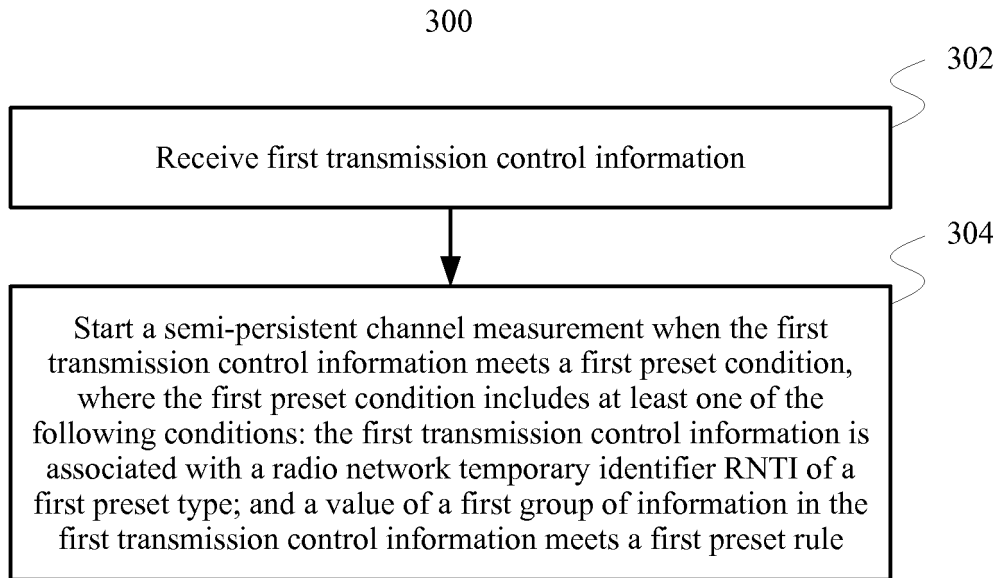 300
302
Receive first transmission control information
304
Start a semi-persistent channel measurement when the first
transmission control information meets a first preset condition,
where the first preset condition includes at least one of the
following conditions: the first transmission control information is
associated with a radio network temporary identifier RNTI of a
first preset type; and a value of a first group of information in the
first transmission control information meets a first preset rule